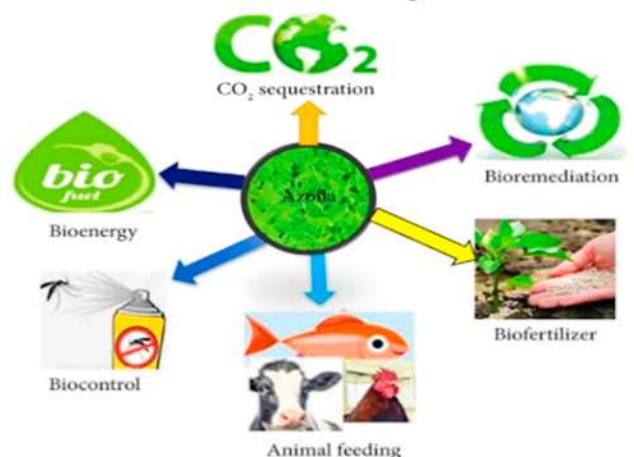 CO2
CO₂ sequestration
bio
fuel
Bioenergy
Azolla
Bioremediation
Biofertilizer
Biocontrol
Animal feeding